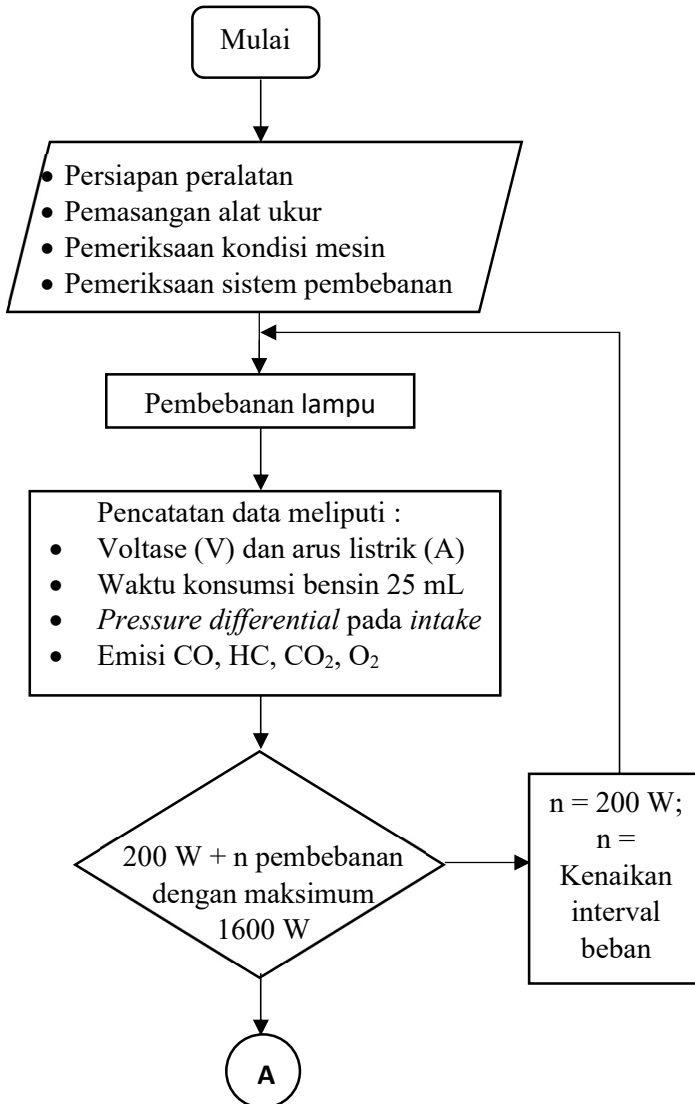 Mulai
• Persiapan peralatan
• Pemasangan alat ukur
• Pemeriksaan kondisi mesin
• Pemeriksaan sistem pembebanan
Pembebanan lampu
Pencatatan data meliputi :
• Voltase (V) dan arus listrik (A)
• Waktu konsumsi bensin 25 mL
• Pressure differential pada intake
• Emisi CO, HC, CO₂, O₂
200 W + n pembebanan
dengan maksimum
1600 W
n = 200 W;
n =
Kenaikan
interval
beban
A